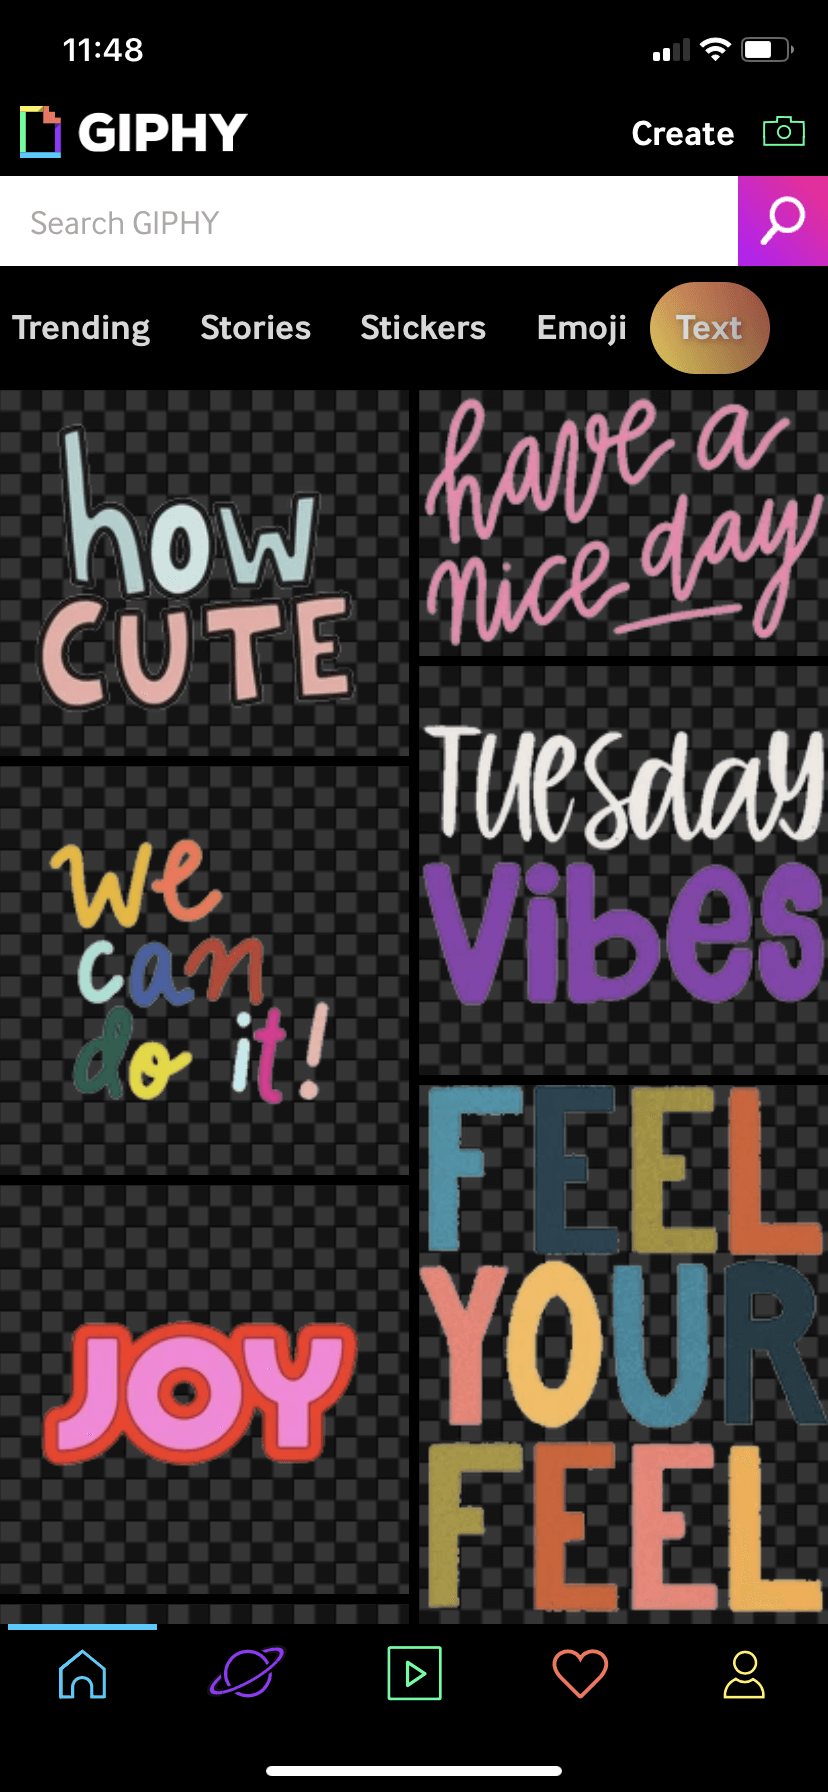 11:48
GIPHY
Create
Search GIPHY
Trending Stories Stickers Emoji Text
how
CUTE
have a
nice day
Tuesday
Vibes
we
can
do it!
FEEL
YOUR
FEEL
JOY